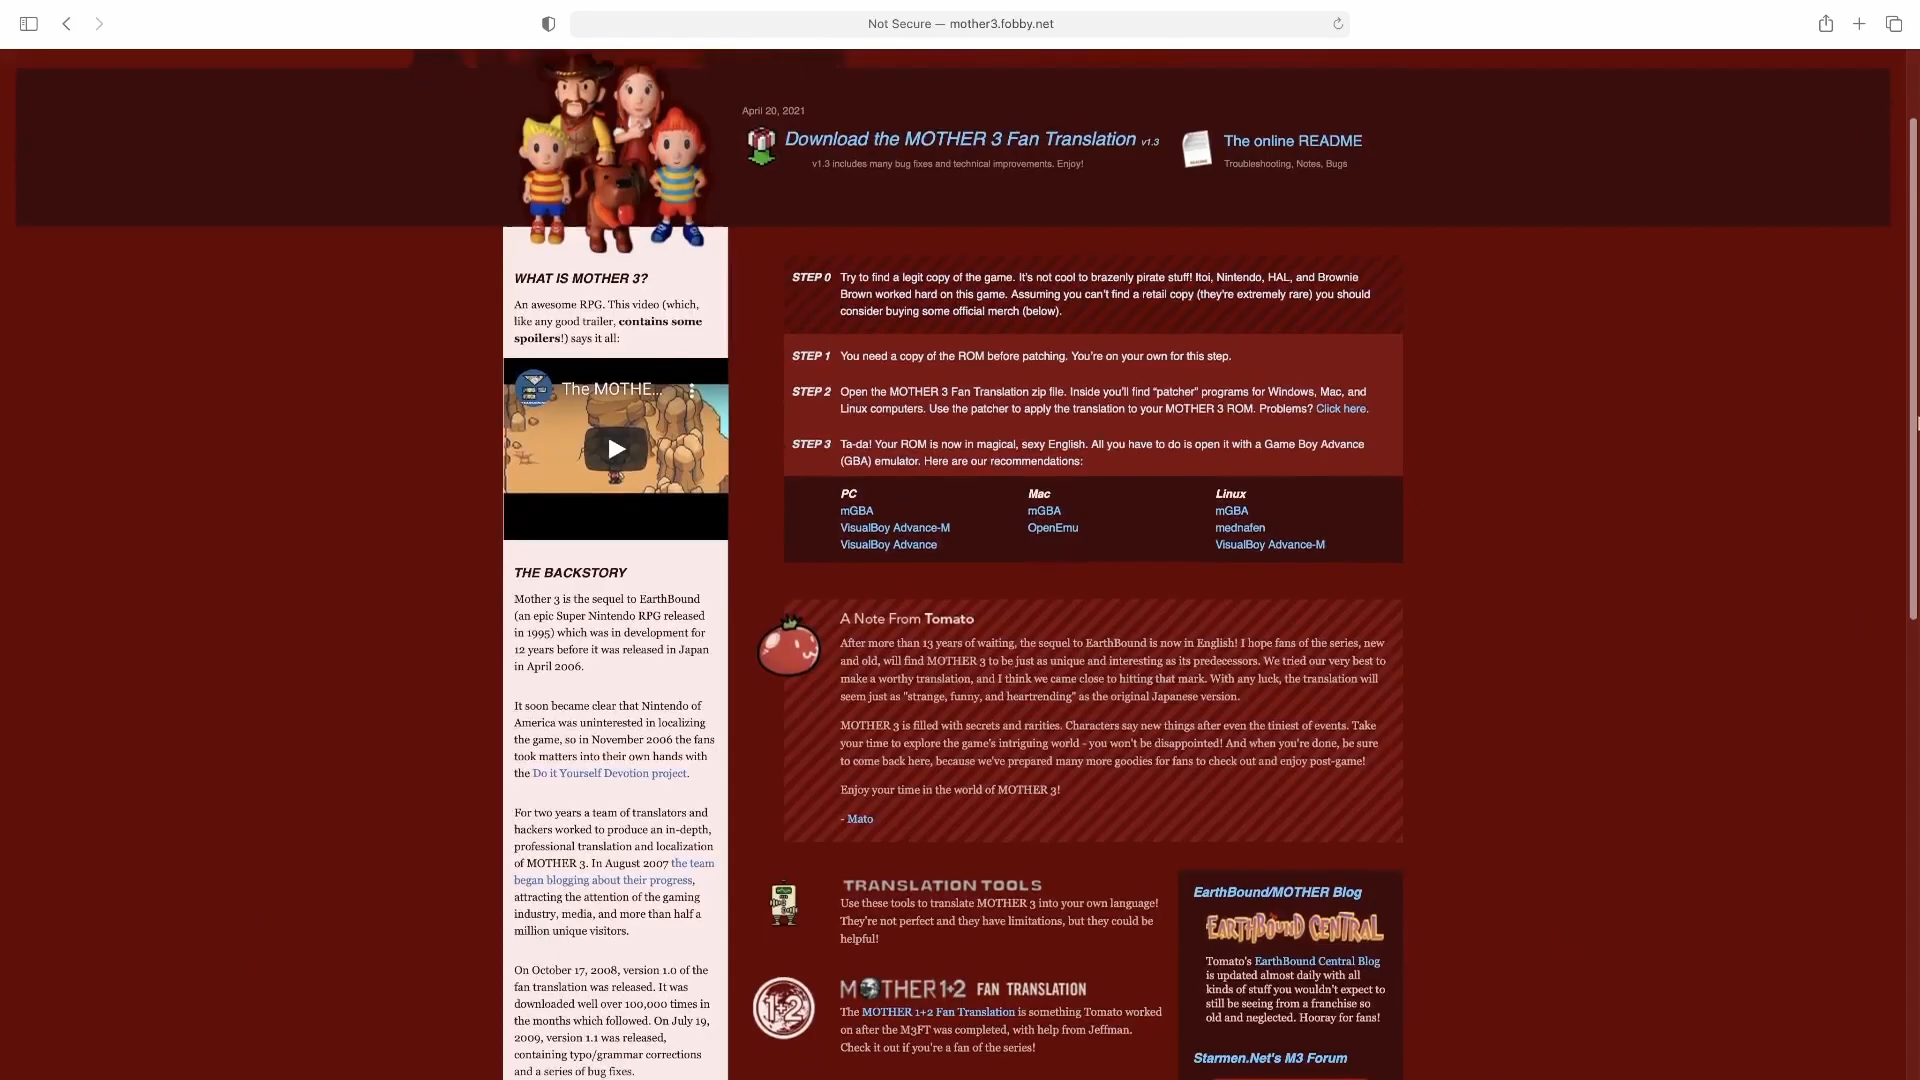 Not Secure — mother3.fobby.net
April 20, 2021
Download the MOTHER 3 Fan Translation v1.3
v1.3 includes many bug fixes and technical improvements. Enjoy!
The online README
Troubleshooting, Notes, Bugs
WHAT IS MOTHER 3?
An awesome RPG. This video (which,
like any good trailer, contains some
spoilers!) says it all:
The MOTHE...
THE BACKSTORY
Mother 3 is the sequel to EarthBound
(an epic Super Nintendo RPG released
in 1995) which was in development for
12 years before it was released in Japan
in April 2006.
It soon became clear that Nintendo of
America was uninterested in localizing
the game, so in November 2006 the fans
took matters into their own hands with
the Do it Yourself Devotion project.
For two years a team of translators and
hackers worked to produce an in-depth,
professional translation and localization
of MOTHER 3. In August 2007 the team
began blogging about their progress,
attracting the attention of the gaming
industry, media, and more than half a
million unique visitors.
On October 17, 2008, version 1.0 of the
fan translation was released. It was
downloaded well over 100,000 times in
the months which followed. On July 19,
2009, version 1.1 was released,
containing typo/grammar corrections
and a series of bug fixes.
STEP 0 Try to find a legit copy of the game. It's not cool to brazenly pirate stuff! Itoi, Nintendo, HAL, and Brownie
Brown worked hard on this game. Assuming you can't find a retail copy (they're extremely rare) you should
consider buying some official merch (below).
STEP 1 You need a copy of the ROM before patching. You're on your own for this step.
STEP 2 Open the MOTHER 3 Fan Translation zip file. Inside you'll find “patcher” programs for Windows, Mac, and
Linux computers. Use the patcher to apply the translation to your MOTHER 3 ROM. Problems? Click here.
STEP 3 Ta-da! Your ROM is now in magical, sexy English. All you have to do is open it with a Game Boy Advance
(GBA) emulator. Here are our recommendations:
PC Mac Linux
mGBA mGBA mGBA
VisualBoy Advance-M OpenEmu mednafen
VisualBoy Advance VisualBoy Advance-M
A Note From Tomato
After more than 13 years of waiting, the sequel to EarthBound is now in English! I hope fans of the series, new
and old, will find MOTHER 3 to be just as unique and interesting as its predecessors. We tried our very best to
make a worthy translation, and I think we came close to hitting that mark. With any luck, the translation will
seem just as "strange, funny, and heartrending" as the original Japanese version.
MOTHER 3 is filled with secrets and rarities. Characters say new things after even the tiniest of events. Take
your time to explore the game's intriguing world - you won't be disappointed! And when you're done, be sure
to come back here, because we've prepared many more goodies for fans to check out and enjoy post-game!
Enjoy your time in the world of MOTHER 3!
- Mato
TRANSLATION TOOLS
Use these tools to translate MOTHER 3 into your own language!
They're not perfect and they have limitations, but they could be
helpful!
1+2
MOTHER 1+2 FAN TRANSLATION
The MOTHER 1+2 Fan Translation is something Tomato worked
on after the M3FT was completed, with help from Jeffman.
Check it out if you're a fan of the series!
EarthBound/MOTHER Blog
EARTHBOUND CENTRAL
Tomato's EarthBound Central Blog
is updated almost daily with all
kinds of stuff you wouldn't expect to
still be seeing from a franchise so
old and neglected. Hooray for fans!
Starmen.Net's M3 Forum